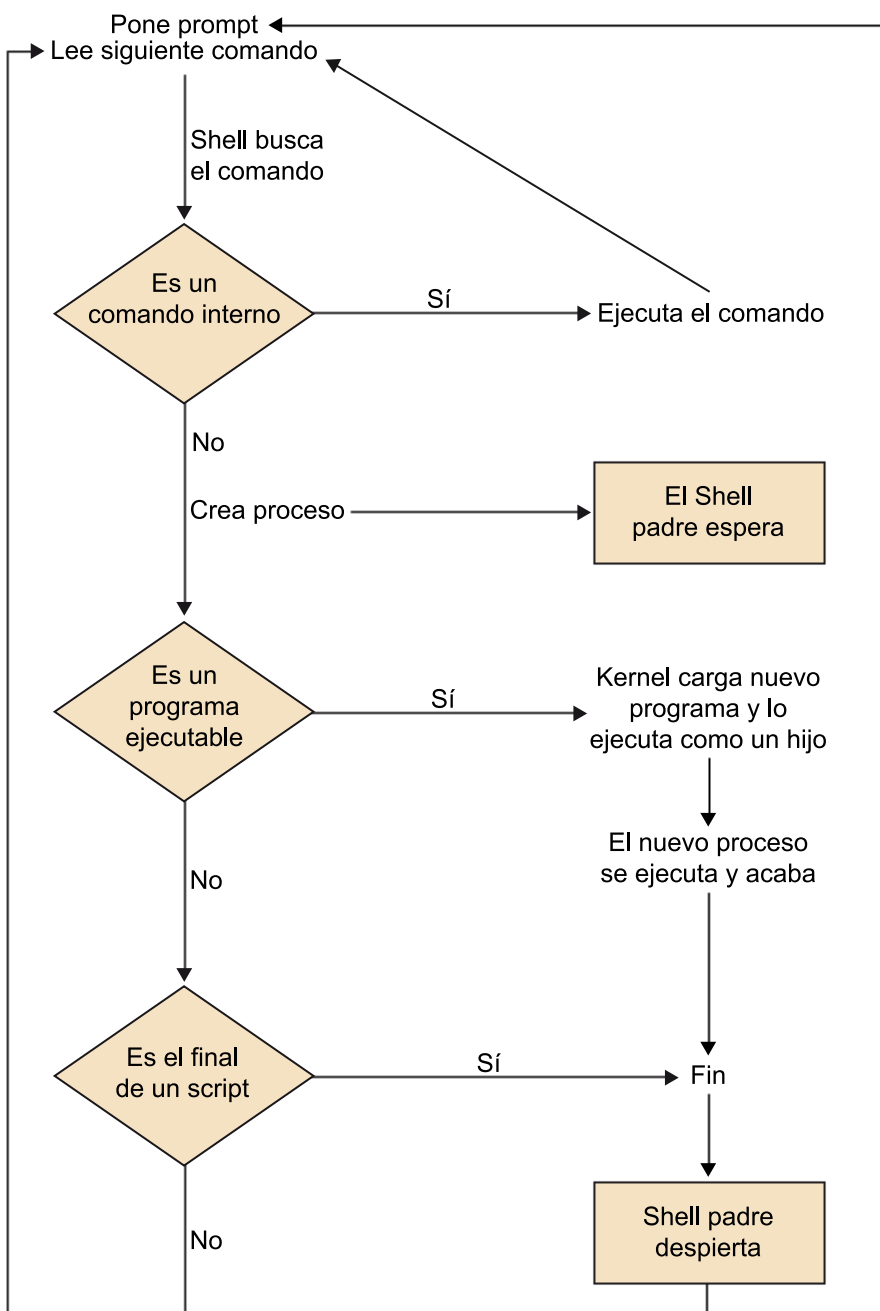 Pone prompt
Lee siguiente comando
Shell busca
el comando
Es un
comando interno
Sí
Ejecuta el comando
No
Crea proceso
El Shell
padre espera
Es un
programa
ejecutable
Sí
Kernel carga nuevo
programa y lo
ejecuta como un hijo
El nuevo proceso
se ejecuta y acaba
No
Es el final
de un script
Sí
Fin
No
Shell padre
despierta